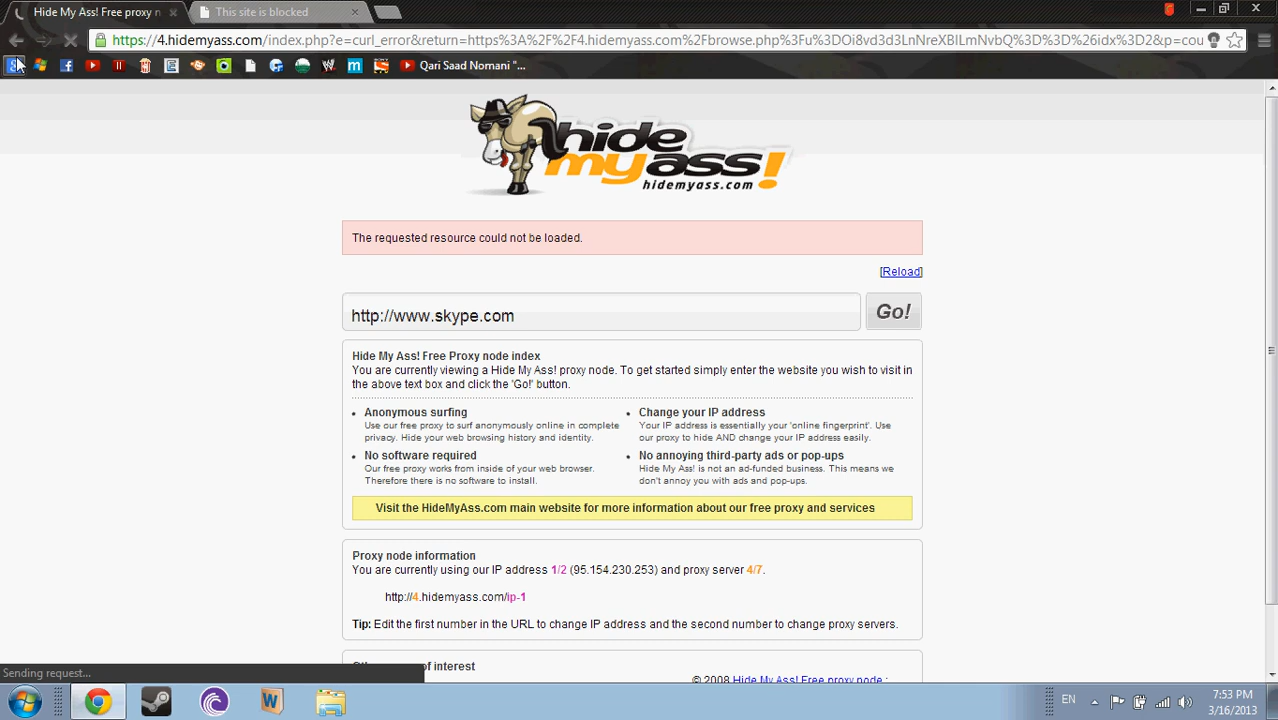 Hide My Ass! Free proxy n
This site is blocked
https://4.hidemyass.com/index.php?e=curl_error&return=https%3A%2F%2F4.hidemyass.com%2Fbrowse.php%3Fu%3DOi8vd3d3LnNreXBlLmNvbQ%3D%3D%26idx%3D2&p=cou
Qari Saad Nomani "...
hide
my ass!
hidemyass.com
The requested resource could not be loaded.
[Reload]
http://www.skype.com
Go!
Hide My Ass! Free Proxy node index
You are currently viewing a Hide My Ass! proxy node. To get started simply enter the website you wish to visit in
the above text box and click the 'Go!' button.
Anonymous surfing
Use our free proxy to surf anonymously online in complete
privacy. Hide your web browsing history and identity.
Change your IP address
Your IP address is essentially your 'online fingerprint'. Use
our proxy to hide AND change your IP address easily.
No software required
Our free proxy works from inside of your web browser.
Therefore there is no software to install.
No annoying third-party ads or pop-ups
Hide My Ass! is not an ad-funded business. This means we
don't annoy you with ads and pop-ups.
Visit the HideMyAss.com main website for more information about our free proxy and services
Proxy node information
You are currently using our IP address 1/2 (95.154.230.253) and proxy server 4/7.
http://4.hidemyass.com/ip-1
Tip: Edit the first number in the URL to change IP address and the second number to change proxy servers.
of interest
© 2008 Hide My Ass! Free proxy node :
Sending request...
EN
7:53 PM
3/16/2013